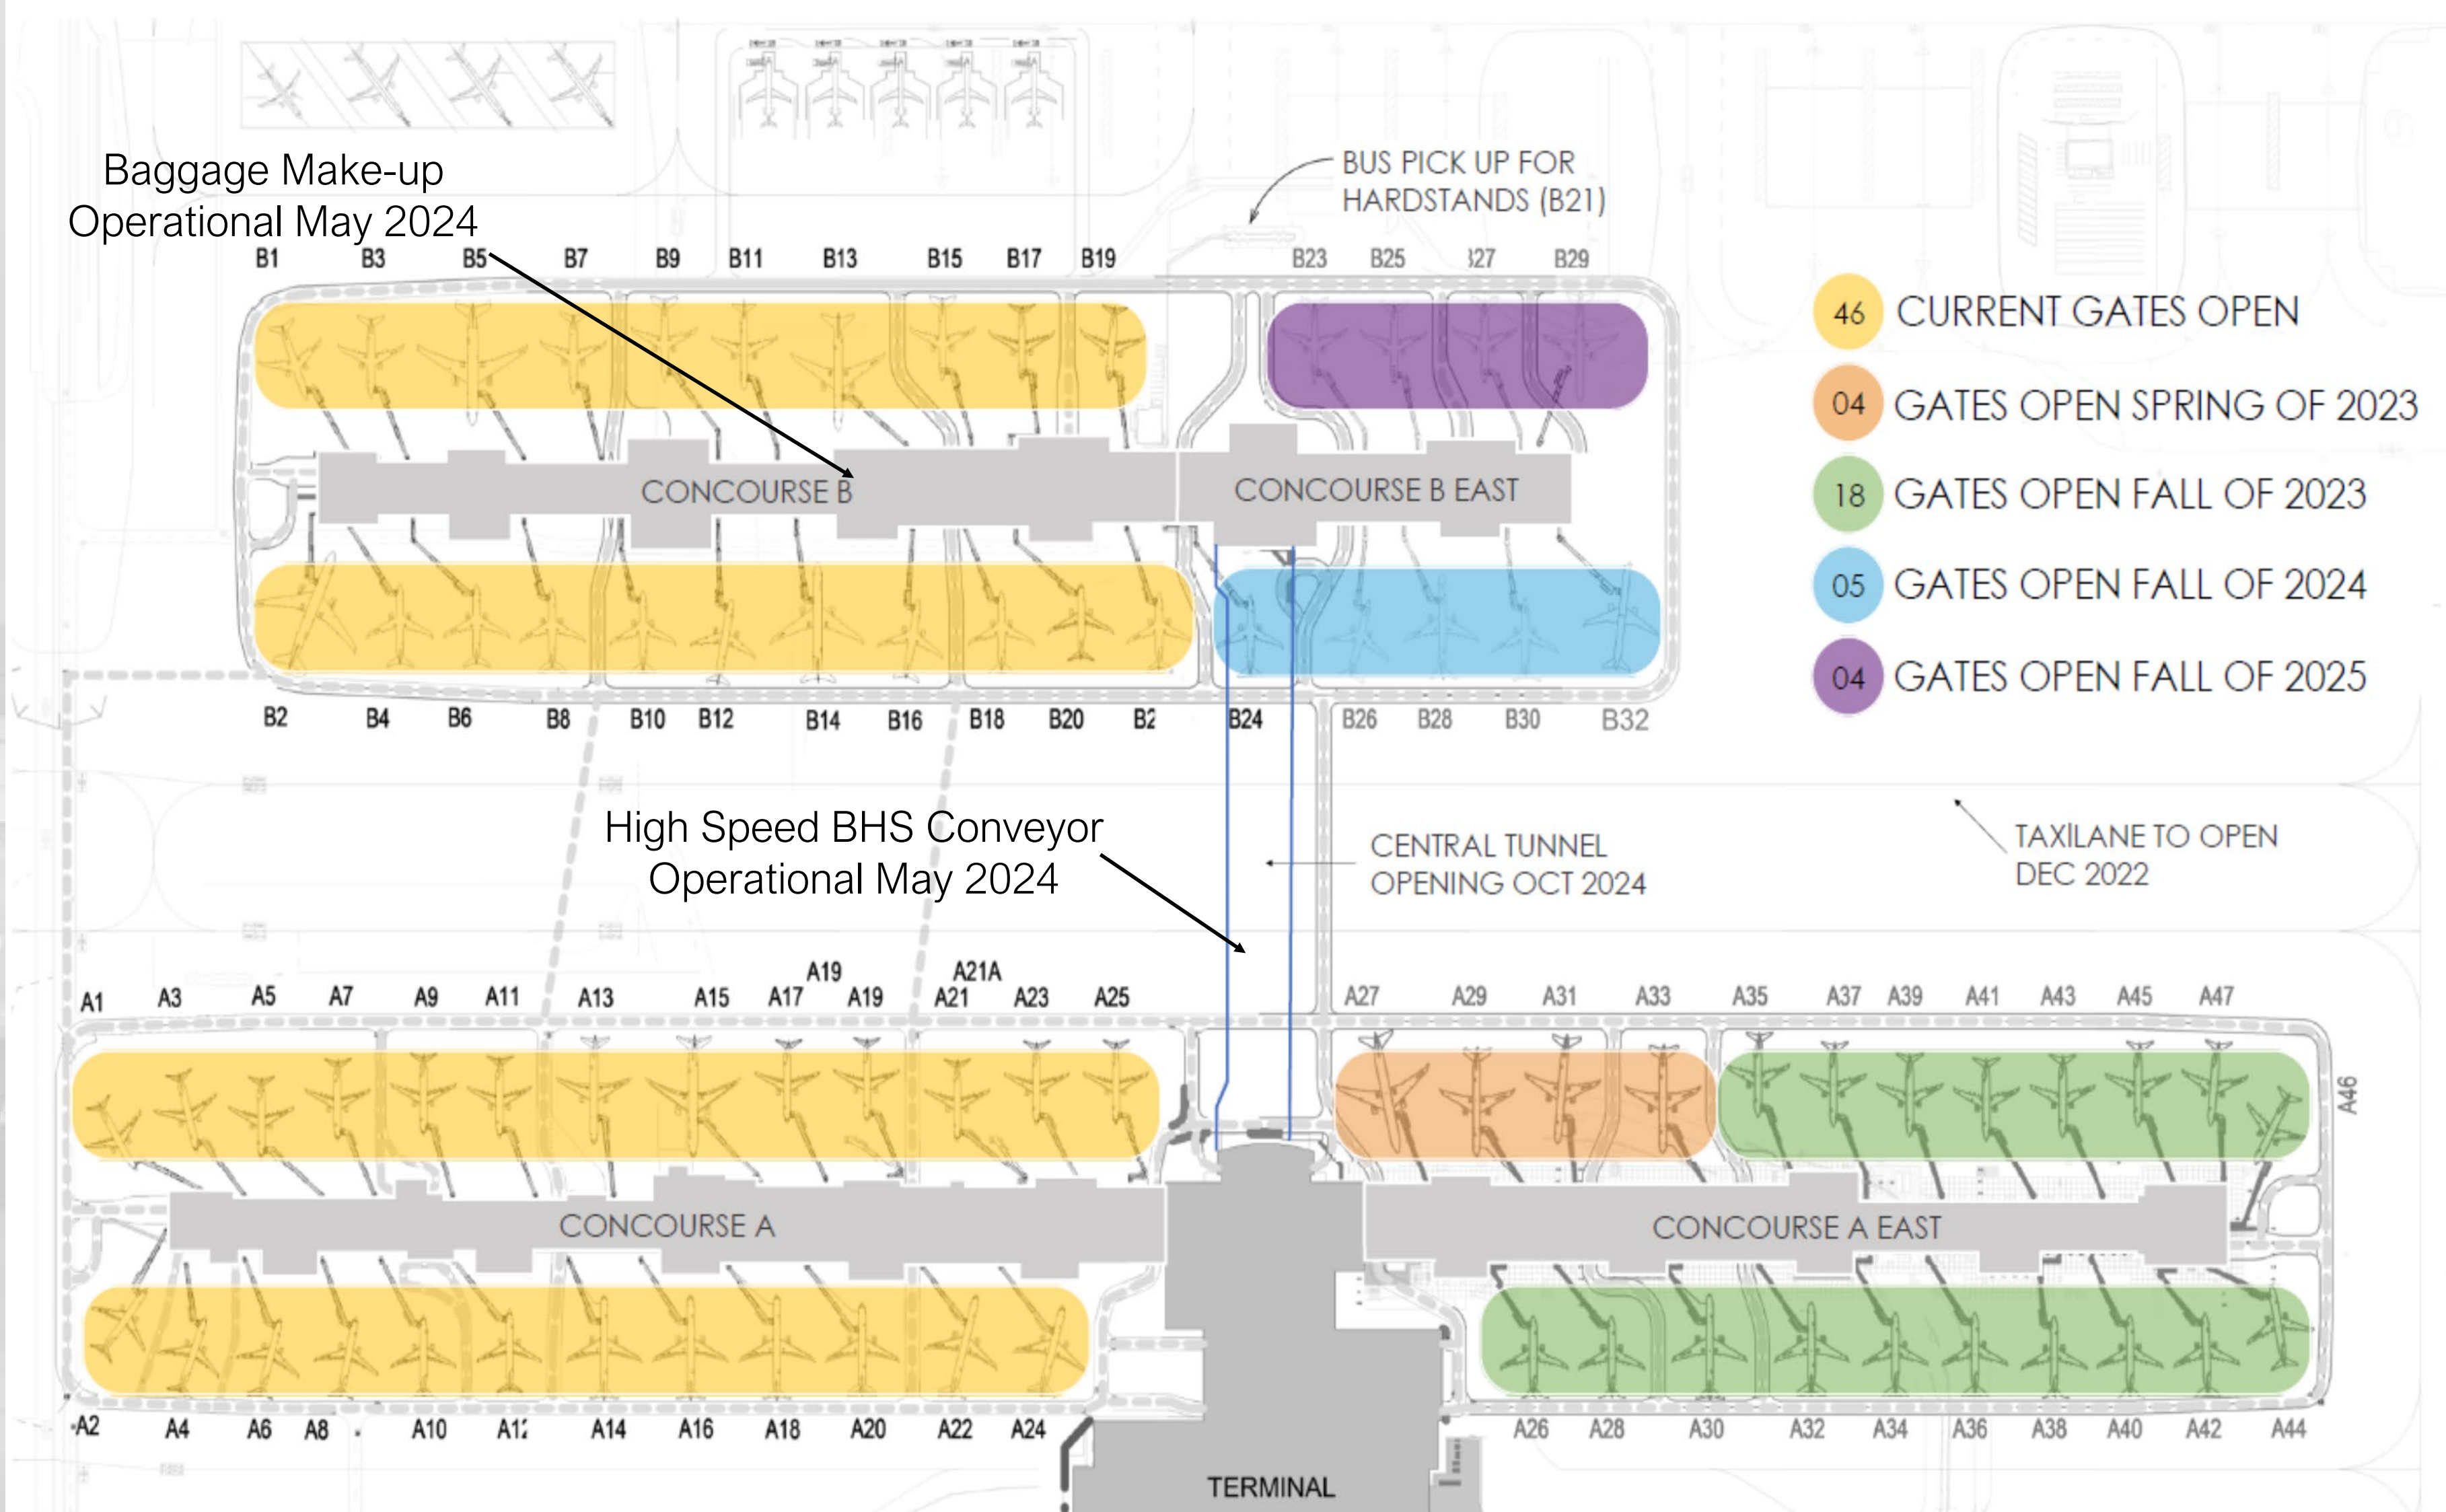 Baggage Make-up
Operational May 2024
BUS PICK UP FOR
HARDSTANDS (B21)
B1 B3 B5 B7 B9 B11 B13 B15 B17 B19 B23 B25 B29
46 CURRENT GATES OPEN
04 GATES OPEN SPRING OF 2023
18 GATES OPEN FALL OF 2023
05 GATES OPEN FALL OF 2024
04 GATES OPEN FALL OF 2025
CONCOURSE B
CONCOURSE B EAST
B2 B4 B6 B8 B10 B12 B14 B16 B18 B20 B2 B24 B26 B28 B30 B32
High Speed BHS Conveyor
Operational May 2024
CENTRAL TUNNEL
OPENING OCT 2024
TAXILANE TO OPEN
DEC 2022
A19 A21A
A1 A3 A5 A7 A9 A11 A13 A15 A17 A19 A21 A23 A25 A27 A29 A31 A33 A35 A37 A39 A41 A43 A45 A47
A46
CONCOURSE A
CONCOURSE A EAST
A2 A4 A6 A8 A10 A12 A14 A16 A18 A20 A22 A24 A26 A28 A30 A32 A34 A36 A38 A40 A42 A44
TERMINAL